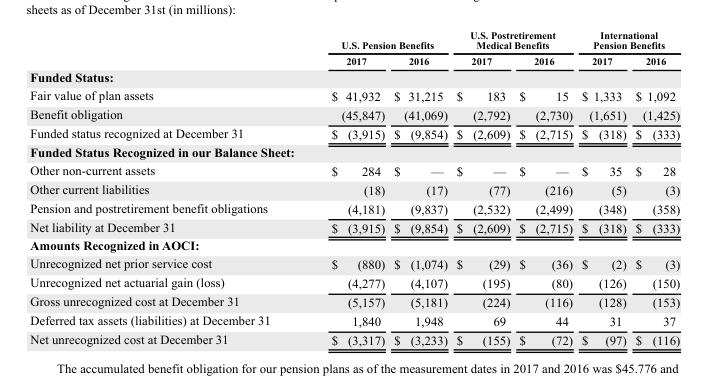 sheets as of December 31st (in millions):
U.S. Postretirement International
U.S. Pension Benefits Medical Benefits Pension Benefits
2017 2016 2017 2016 2017 2016
Funded Status:
Fair value of plan assets $ 41,932 $ 31,215 $ 183 $ 15 $ 1,333 $ 1,092
Benefit obligation (45,847) (41,069) (2,792) (2,730) (1,651) (1,425)
Funded status recognized at December 31 $ (3,915) $ (9,854) $ (2,609) $ (2,715) $ (318) $ (333)
Funded Status Recognized in our Balance Sheet:
Other non-current assets $ 284 $ — $ — $ — $ 35 $ 28
Other current liabilities (18) (17) (77) (216) (5) (3)
Pension and postretirement benefit obligations (4,181) (9,837) (2,532) (2,499) (348) (358)
Net liability at December 31 $ (3,915) $ (9,854) $ (2,609) $ (2,715) $ (318) $ (333)
Amounts Recognized in AOCI:
Unrecognized net prior service cost $ (880) $ (1,074) $ (29) $ (36) $ (2) $ (3)
Unrecognized net actuarial gain (loss) (4,277) (4,107) (195) (80) (126) (150)
Gross unrecognized cost at December 31 (5,157) (5,181) (224) (116) (128) (153)
Deferred tax assets (liabilities) at December 31 1,840 1,948 69 44 31 37
Net unrecognized cost at December 31 $ (3,317) $ (3,233) $ (155) $ (72) $ (97) $ (116)
The accumulated benefit obligation for our pension plans as of the measurement dates in 2017 and 2016 was $45.776 and